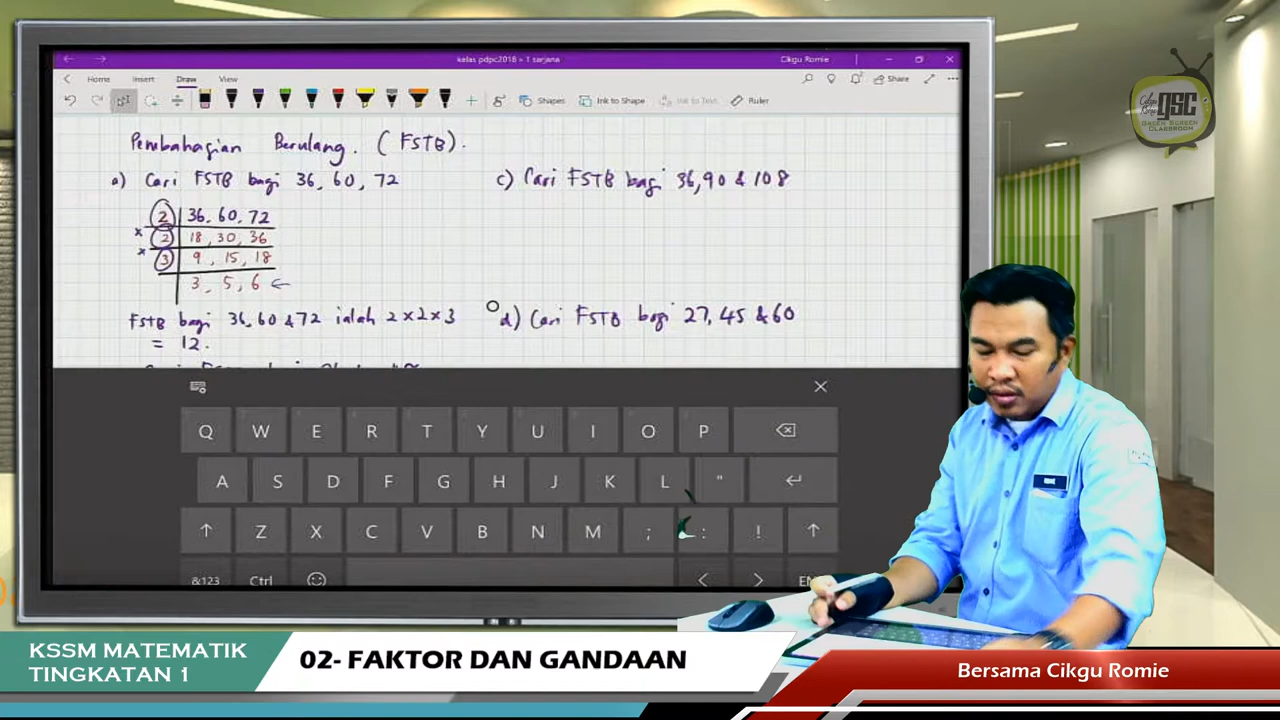 kelas pdpc2018 » 1 sarjana
Cikgu Romie
Home Insert Draw View
Share
Shapes Ink to Shape Ink to Text Ruler
Pembahagian Berulang. (FSTB).
a) Cari FSTB bagi 36, 60, 72
2 | 36, 60, 72
x 2 | 18, 30, 36
x 3 | 9, 15, 18
3, 5, 6 ←
FSTB bagi 36, 60 & 72 ialah 2 x 2 x 3
= 12.
c) Cari FSTB bagi 36, 90 & 108
d) Cari FSTB bagi 27, 45 & 60
Q W E R T Y U I O P
A S D F G H J K L "
Z X C V B N M ; : !
&123 Ctrl < >
GSC
GREEN SCREEN
CLASSROOM
KSSM MATEMATIK
TINGKATAN 1
02- FAKTOR DAN GANDAAN
Bersama Cikgu Romie